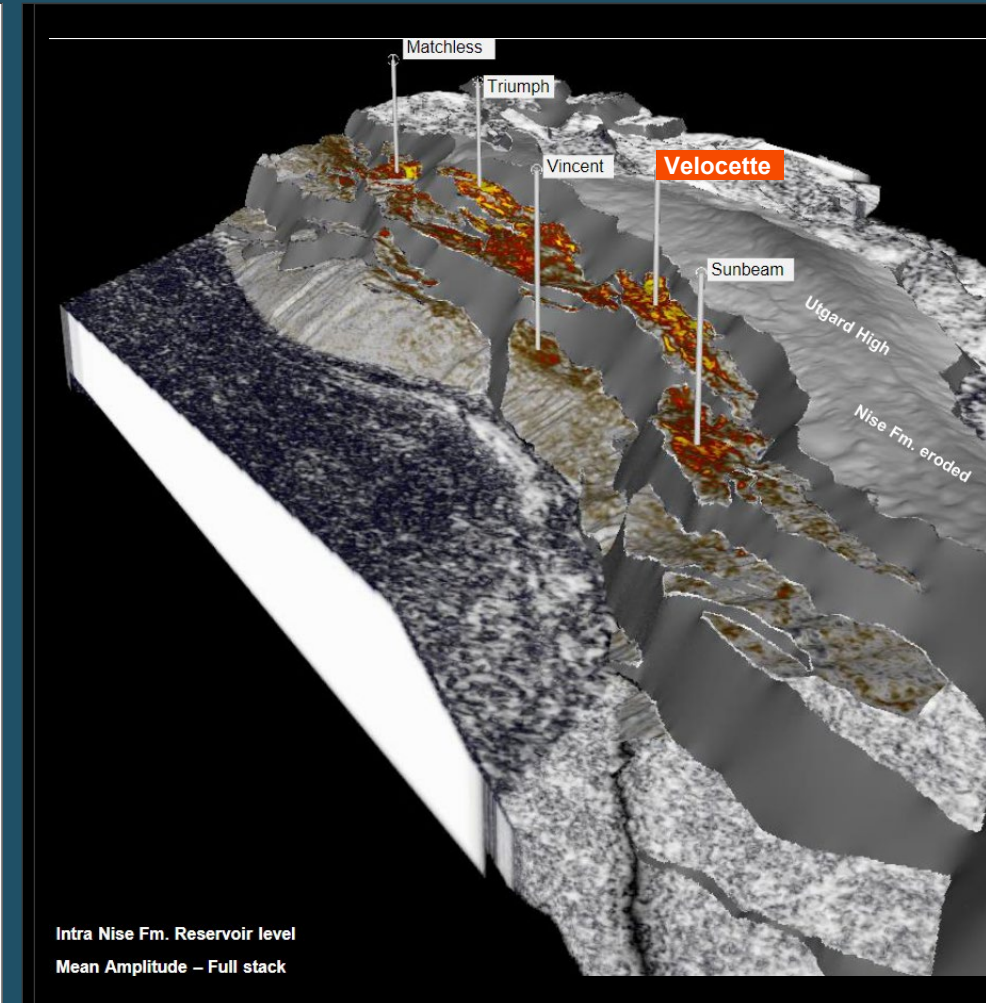 Matchless
Triumph
Vincent
Velocette
Sunbeam
Utgard High
Nise Fm. eroded
Intra Nise Fm. Reservoir level
Mean Amplitude – Full stack